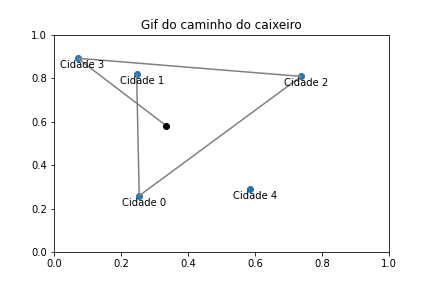 Gif do caminho do caixeiro
1.0
Cidade 3
Cidade 1
0.8
Cidade 2
0.6
0.4
Cidade 4
Cidade 0
0.2
0.0
0.0 0.2 0.4 0.6 0.8 1.0